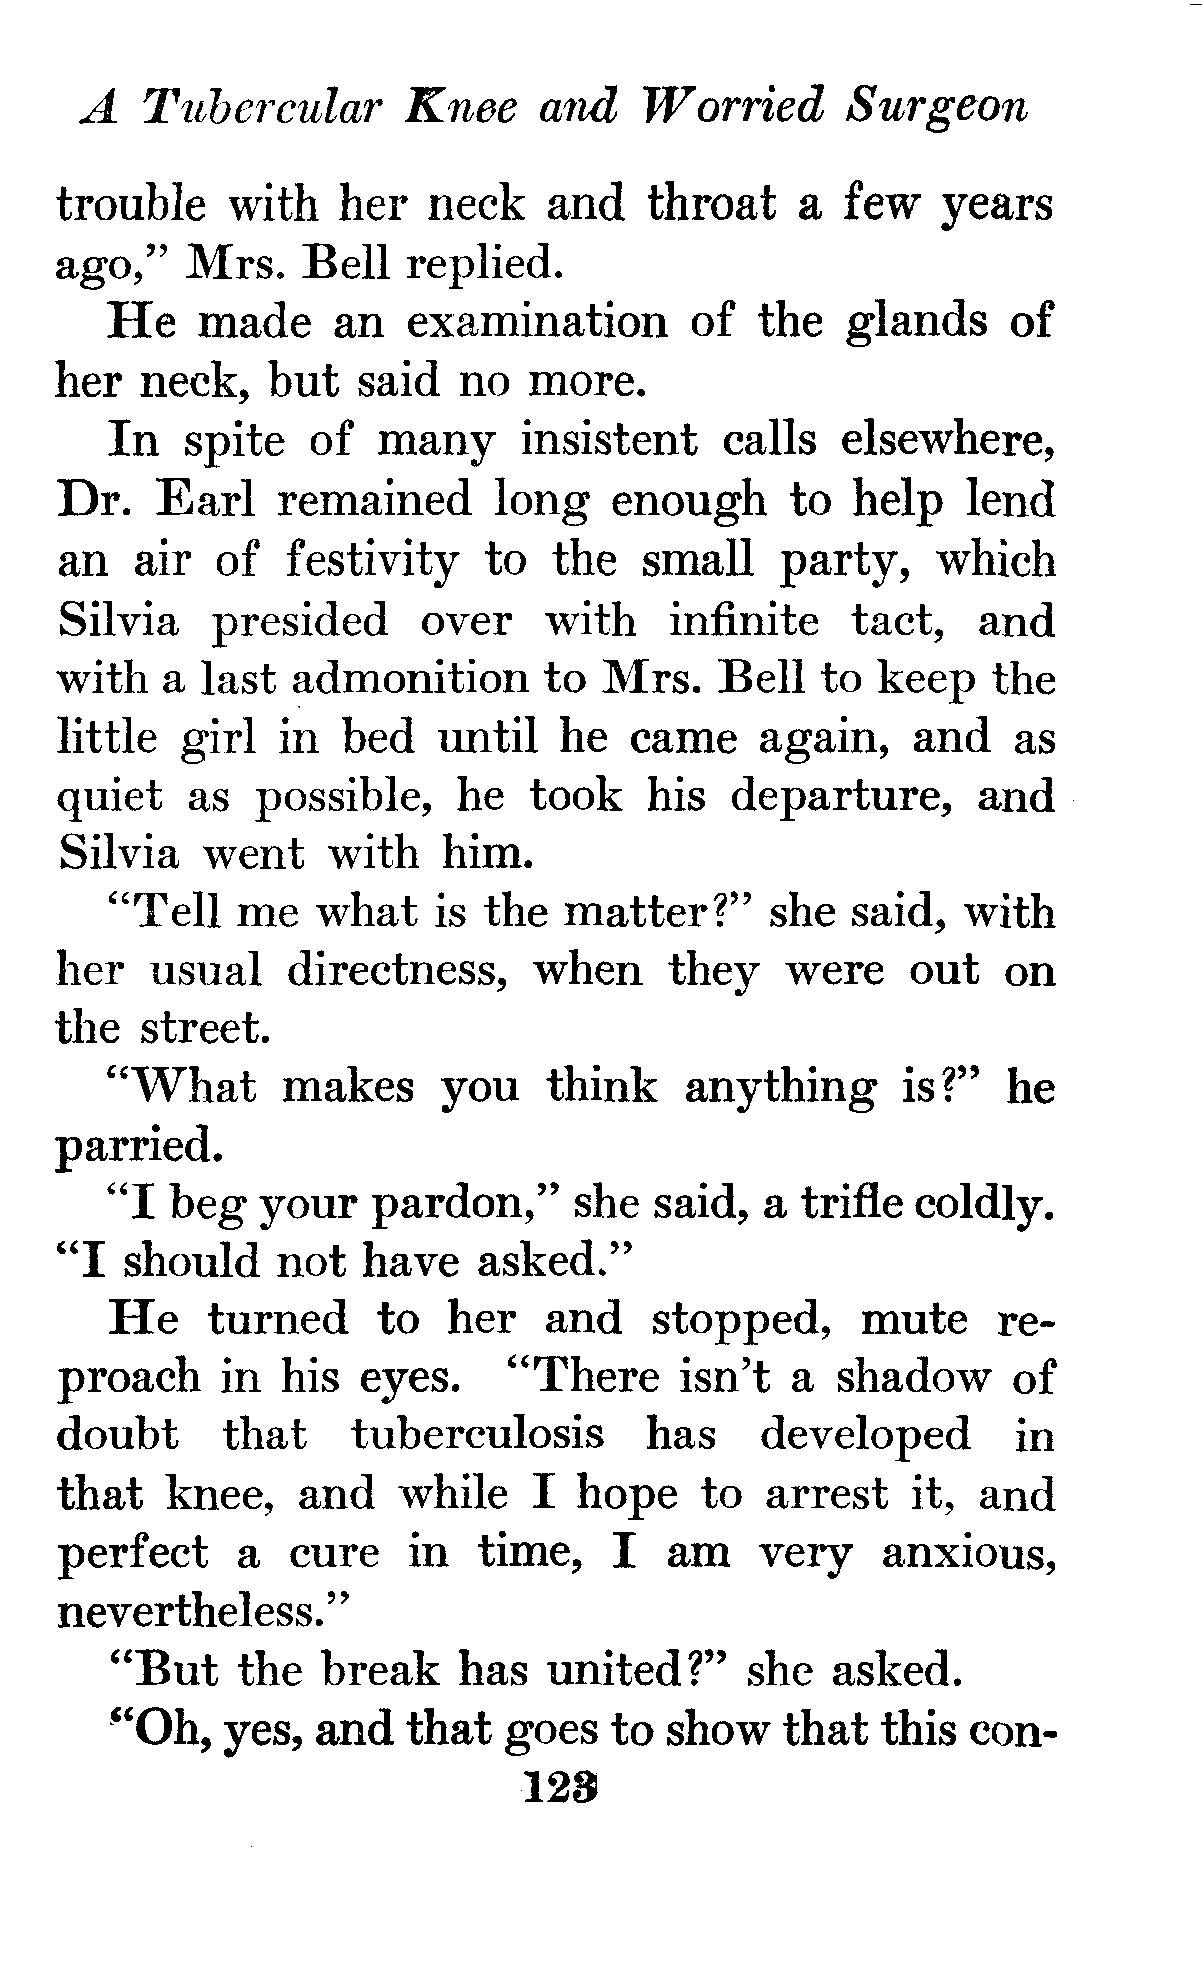 A Tubercular Knee and Worried Surgeon
trouble with her neck and throat a few years
ago,” Mrs. Bell replied.
He made an examination of the glands of
her neck, but said no more.
In spite of many insistent calls elsewhere,
Dr. Earl remained long enough to help lend
an air of festivity to the small party, which
Silvia presided over with infinite tact, and
with a last admonition to Mrs. Bell to keep the
little girl in bed until he came again, and as
quiet as possible, he took his departure, and
Silvia went with him.
“Tell me what is the matter?” she said, with
her usual directness, when they were out on
the street.
“What makes you think anything is?” he
parried.
“I beg your pardon,” she said, a trifle coldly.
“I should not have asked.”
He turned to her and stopped, mute re-
proach in his eyes. “There isn’t a shadow of
doubt that tuberculosis has developed in
that knee, and while I hope to arrest it, and
perfect a cure in time, I am very anxious,
nevertheless.”
“But the break has united?” she asked.
“Oh, yes, and that goes to show that this con-
123